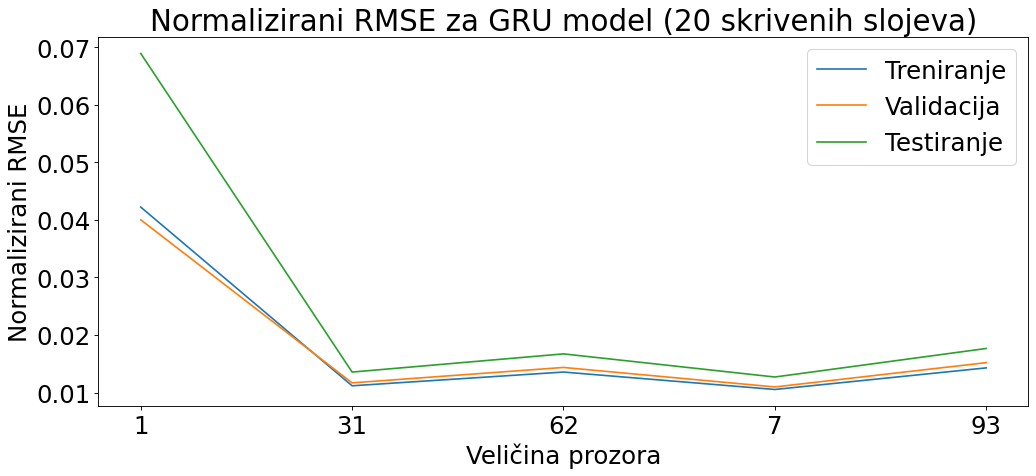 Normalizirani RMSE za GRU model (20 skrivenih slojeva)
Normalizirani RMSE
0.07
0.06
0.05
0.04
0.03
0.02
0.01
Treniranje
Validacija
Testiranje
1 31 62 7 93
Veličina prozora